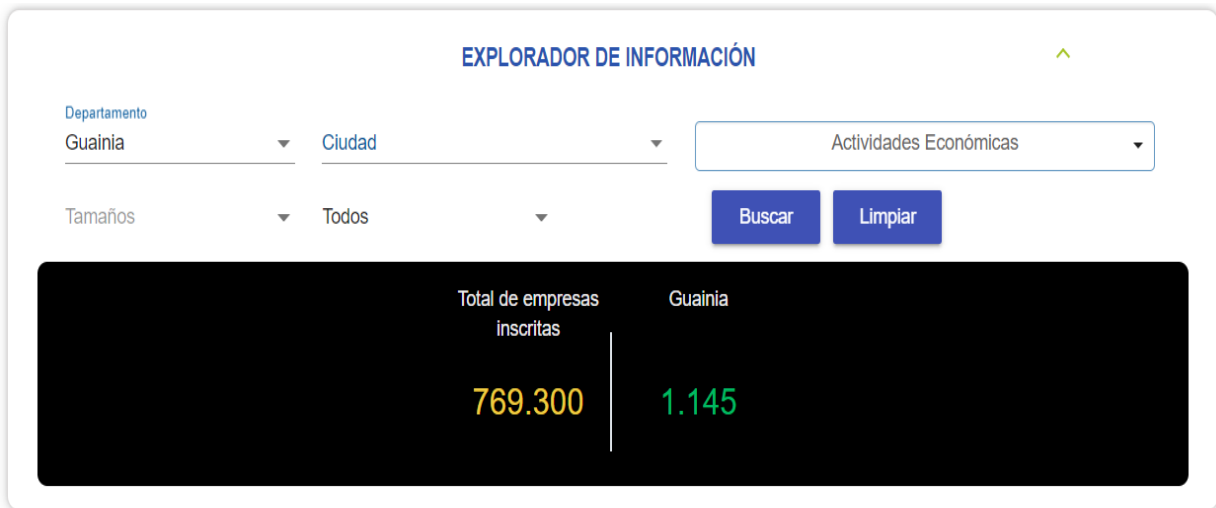 EXPLORADOR DE INFORMACIÓN
Departamento
Guainia
Ciudad
Actividades Económicas
Tamaños
Todos
Buscar
Limpiar
Total de empresas
inscritas
Guainia
769.300
1.145